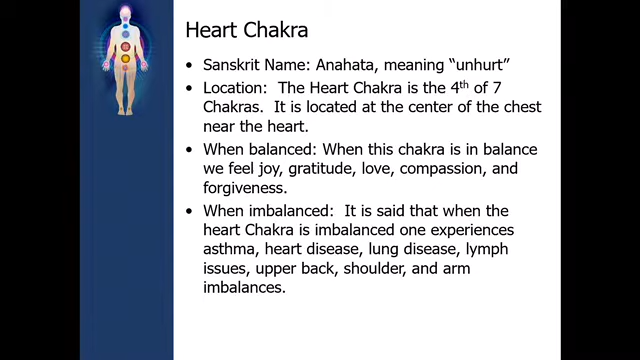 Heart Chakra
• Sanskrit Name: Anahata, meaning “unhurt”
• Location:  The Heart Chakra is the 4th of 7
Chakras.  It is located at the center of the chest
near the heart.
• When balanced: When this chakra is in balance
we feel joy, gratitude, love, compassion, and
forgiveness.
• When imbalanced:  It is said that when the
heart Chakra is imbalanced one experiences
asthma, heart disease, lung disease, lymph
issues, upper back, shoulder, and arm
imbalances.